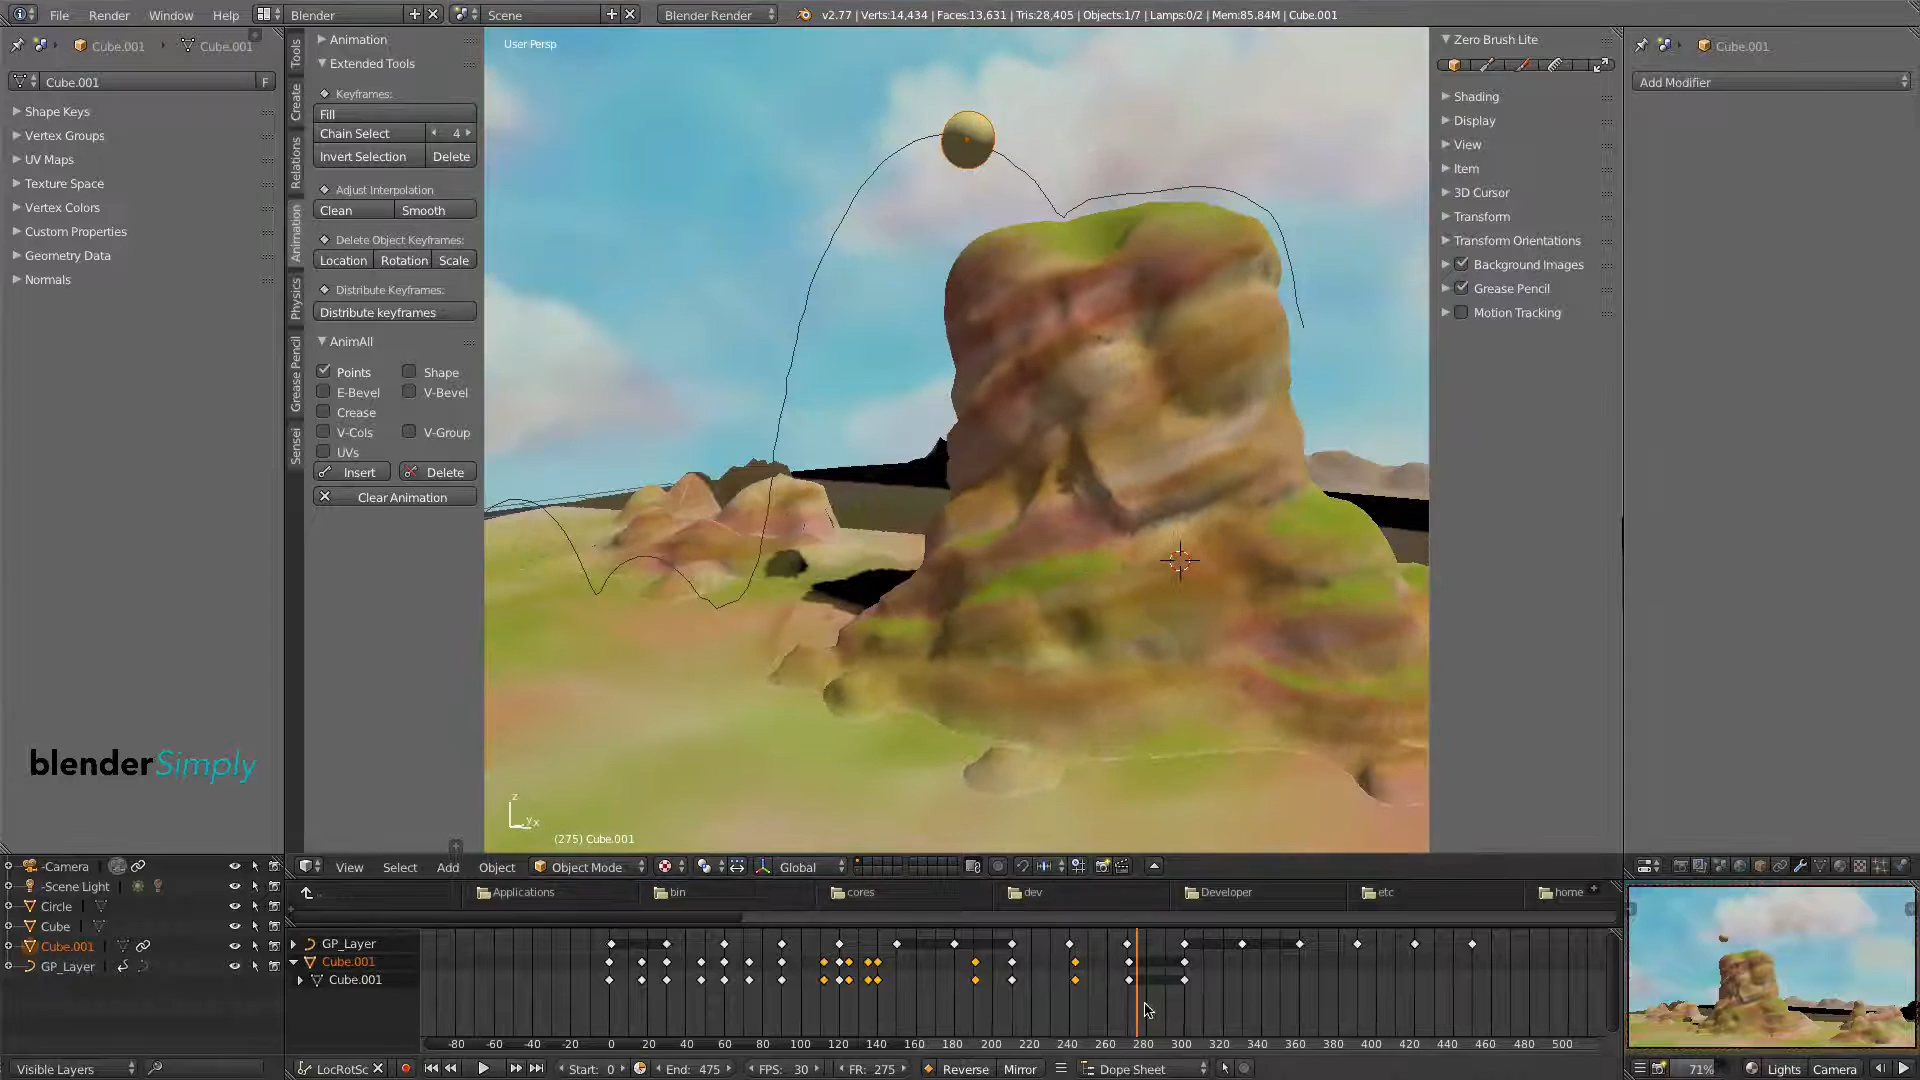 File Render Window Help Blender Scene Blender Render v2.77 | Verts:14,434 | Faces:13,631 | Tris:28,405 | Objects:1/7 | Lamps:0/2 | Mem:85.84M | Cube.001
Cube.001 Cube.001
Cube.001 F
Shape Keys
Vertex Groups
UV Maps
Texture Space
Vertex Colors
Custom Properties
Geometry Data
Normals
blenderSimply
Tools
Create
Relations
Animation
Physics
Grease Pencil
Sensei
Animation
Extended Tools
Keyframes:
Fill
Chain Select 4
Invert Selection Delete
Adjust Interpolation
Clean Smooth
Delete Object Keyframes:
Location Rotation Scale
Distribute Keyframes:
Distribute keyframes
AnimAll
Points Shape
E-Bevel V-Bevel
Crease
V-Cols V-Group
UVs
Insert Delete
Clear Animation
User Persp
z
y x
(275) Cube.001
Zero Brush Lite
Shading
Display
View
Item
3D Cursor
Transform
Transform Orientations
Background Images
Grease Pencil
Motion Tracking
Cube.001
Add Modifier
-Camera
-Scene Light
Circle
Cube
Cube.001
GP_Layer
Visible Layers
View Select Add Object Object Mode Global
.. Applications bin cores dev Developer etc home
GP_Layer
Cube.001
Cube.001
-80 -60 -40 -20 0 20 40 60 80 100 120 140 160 180 200 220 240 260 280 300 320 340 360 380 400 420 440 460 480 500
LocRotSc Start: 0 End: 475 FPS: 30 FR: 275 Reverse Mirror Dope Sheet
71% Lights Camera